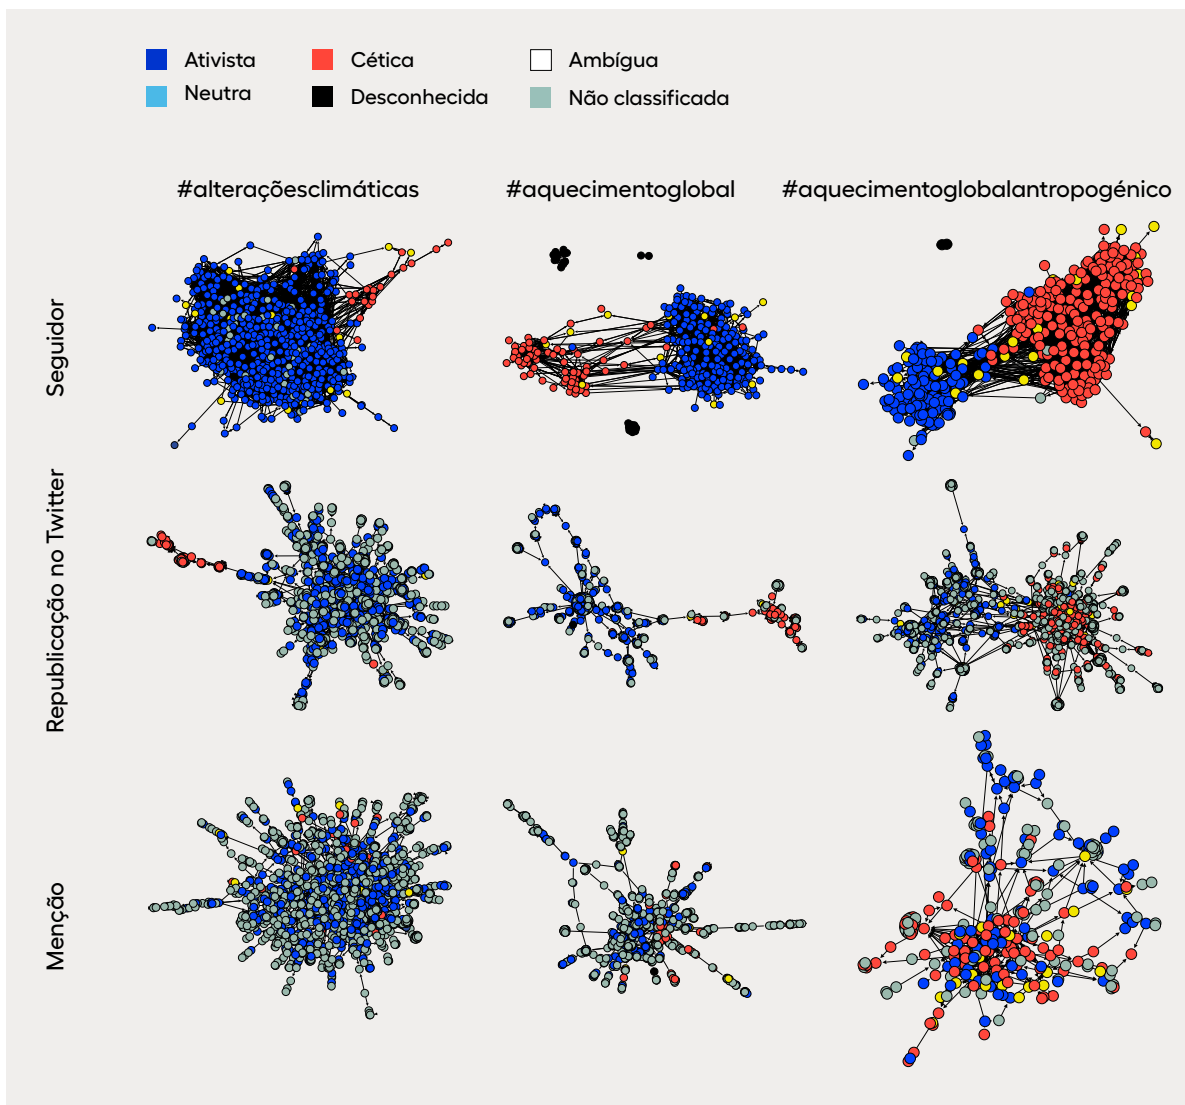 Ativista
Cética
Ambígua
Neutra
Desconhecida
Não classificada
#alteraçõesclimáticas
#aquecimentoglobal
#aquecimentoglobalantropogénico
Seguidor
Republicação no Twitter
Menção